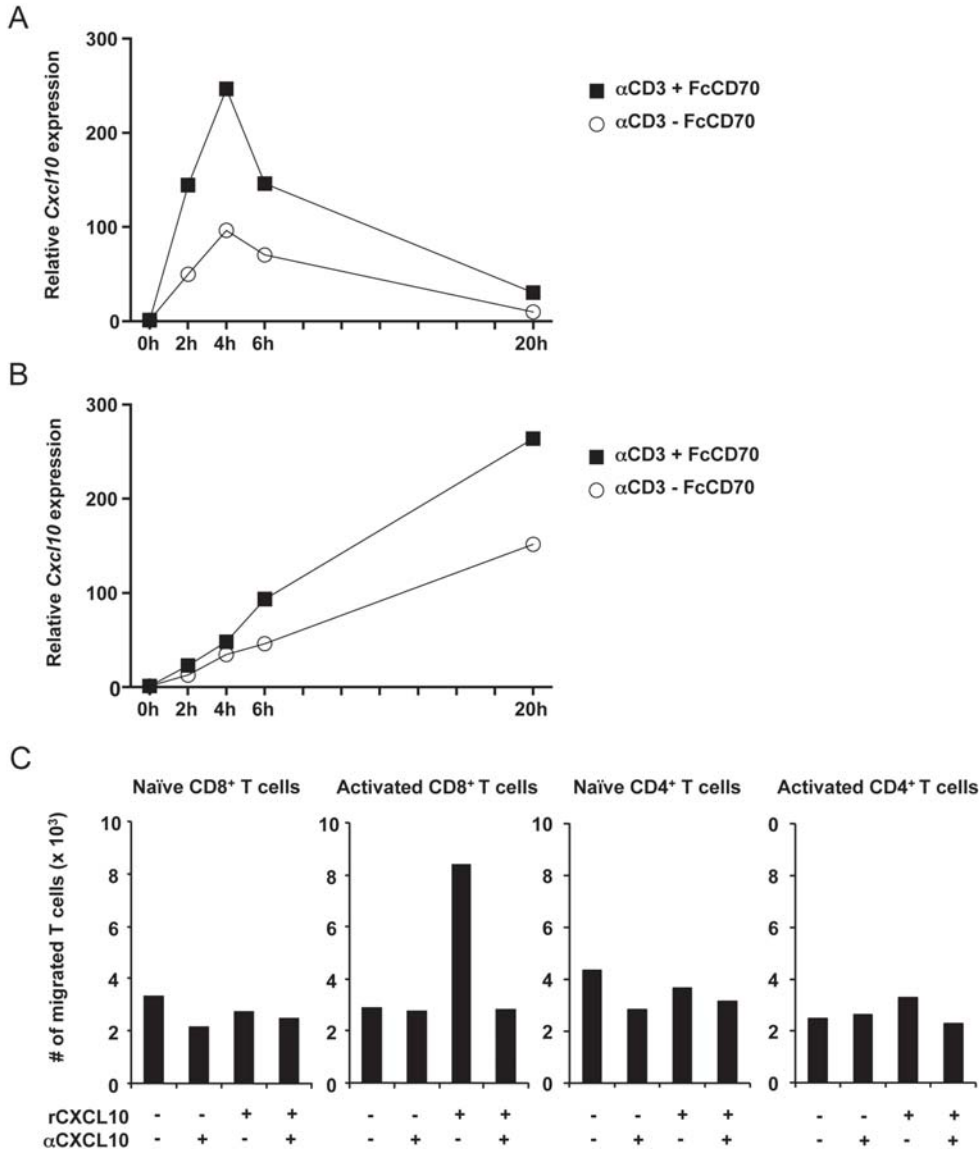 A
300
200
100
0
Relative Cxcl10 expression
0h 2h 4h 6h 20h
αCD3 + FcCD70
αCD3 - FcCD70
B
300
200
100
0
Relative Cxcl10 expression
0h 2h 4h 6h 20h
αCD3 + FcCD70
αCD3 - FcCD70
C
Naïve CD8+ T cells Activated CD8+ T cells Naïve CD4+ T cells Activated CD4+ T cells
# of migrated T cells (x 10³)
10 10 10 0
8 8 8 8
6 6 6 6
4 4 4 4
2 2 2 2
0 0 0 0
rCXCL10 - - + + - - + + - - + + - - + +
αCXCL10 - + - + - + - + - + - + - + - +